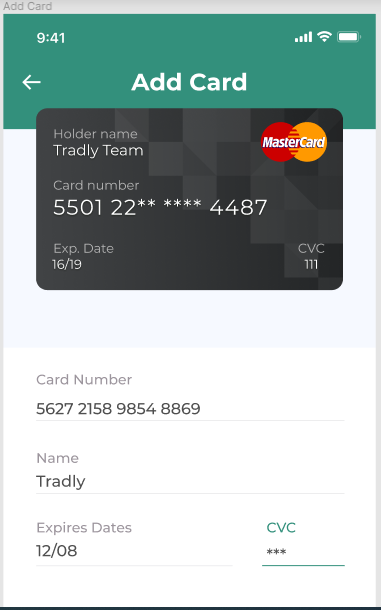 Add Card
9:41
Add Card
Holder name
Tradly Team
MasterCard
Card number
5501 22** **** 4487
Exp. Date
CVC
16/19
111
Card Number
5627 2158 9854 8869
Name
Tradly
Expires Dates
CVC
12/08
***